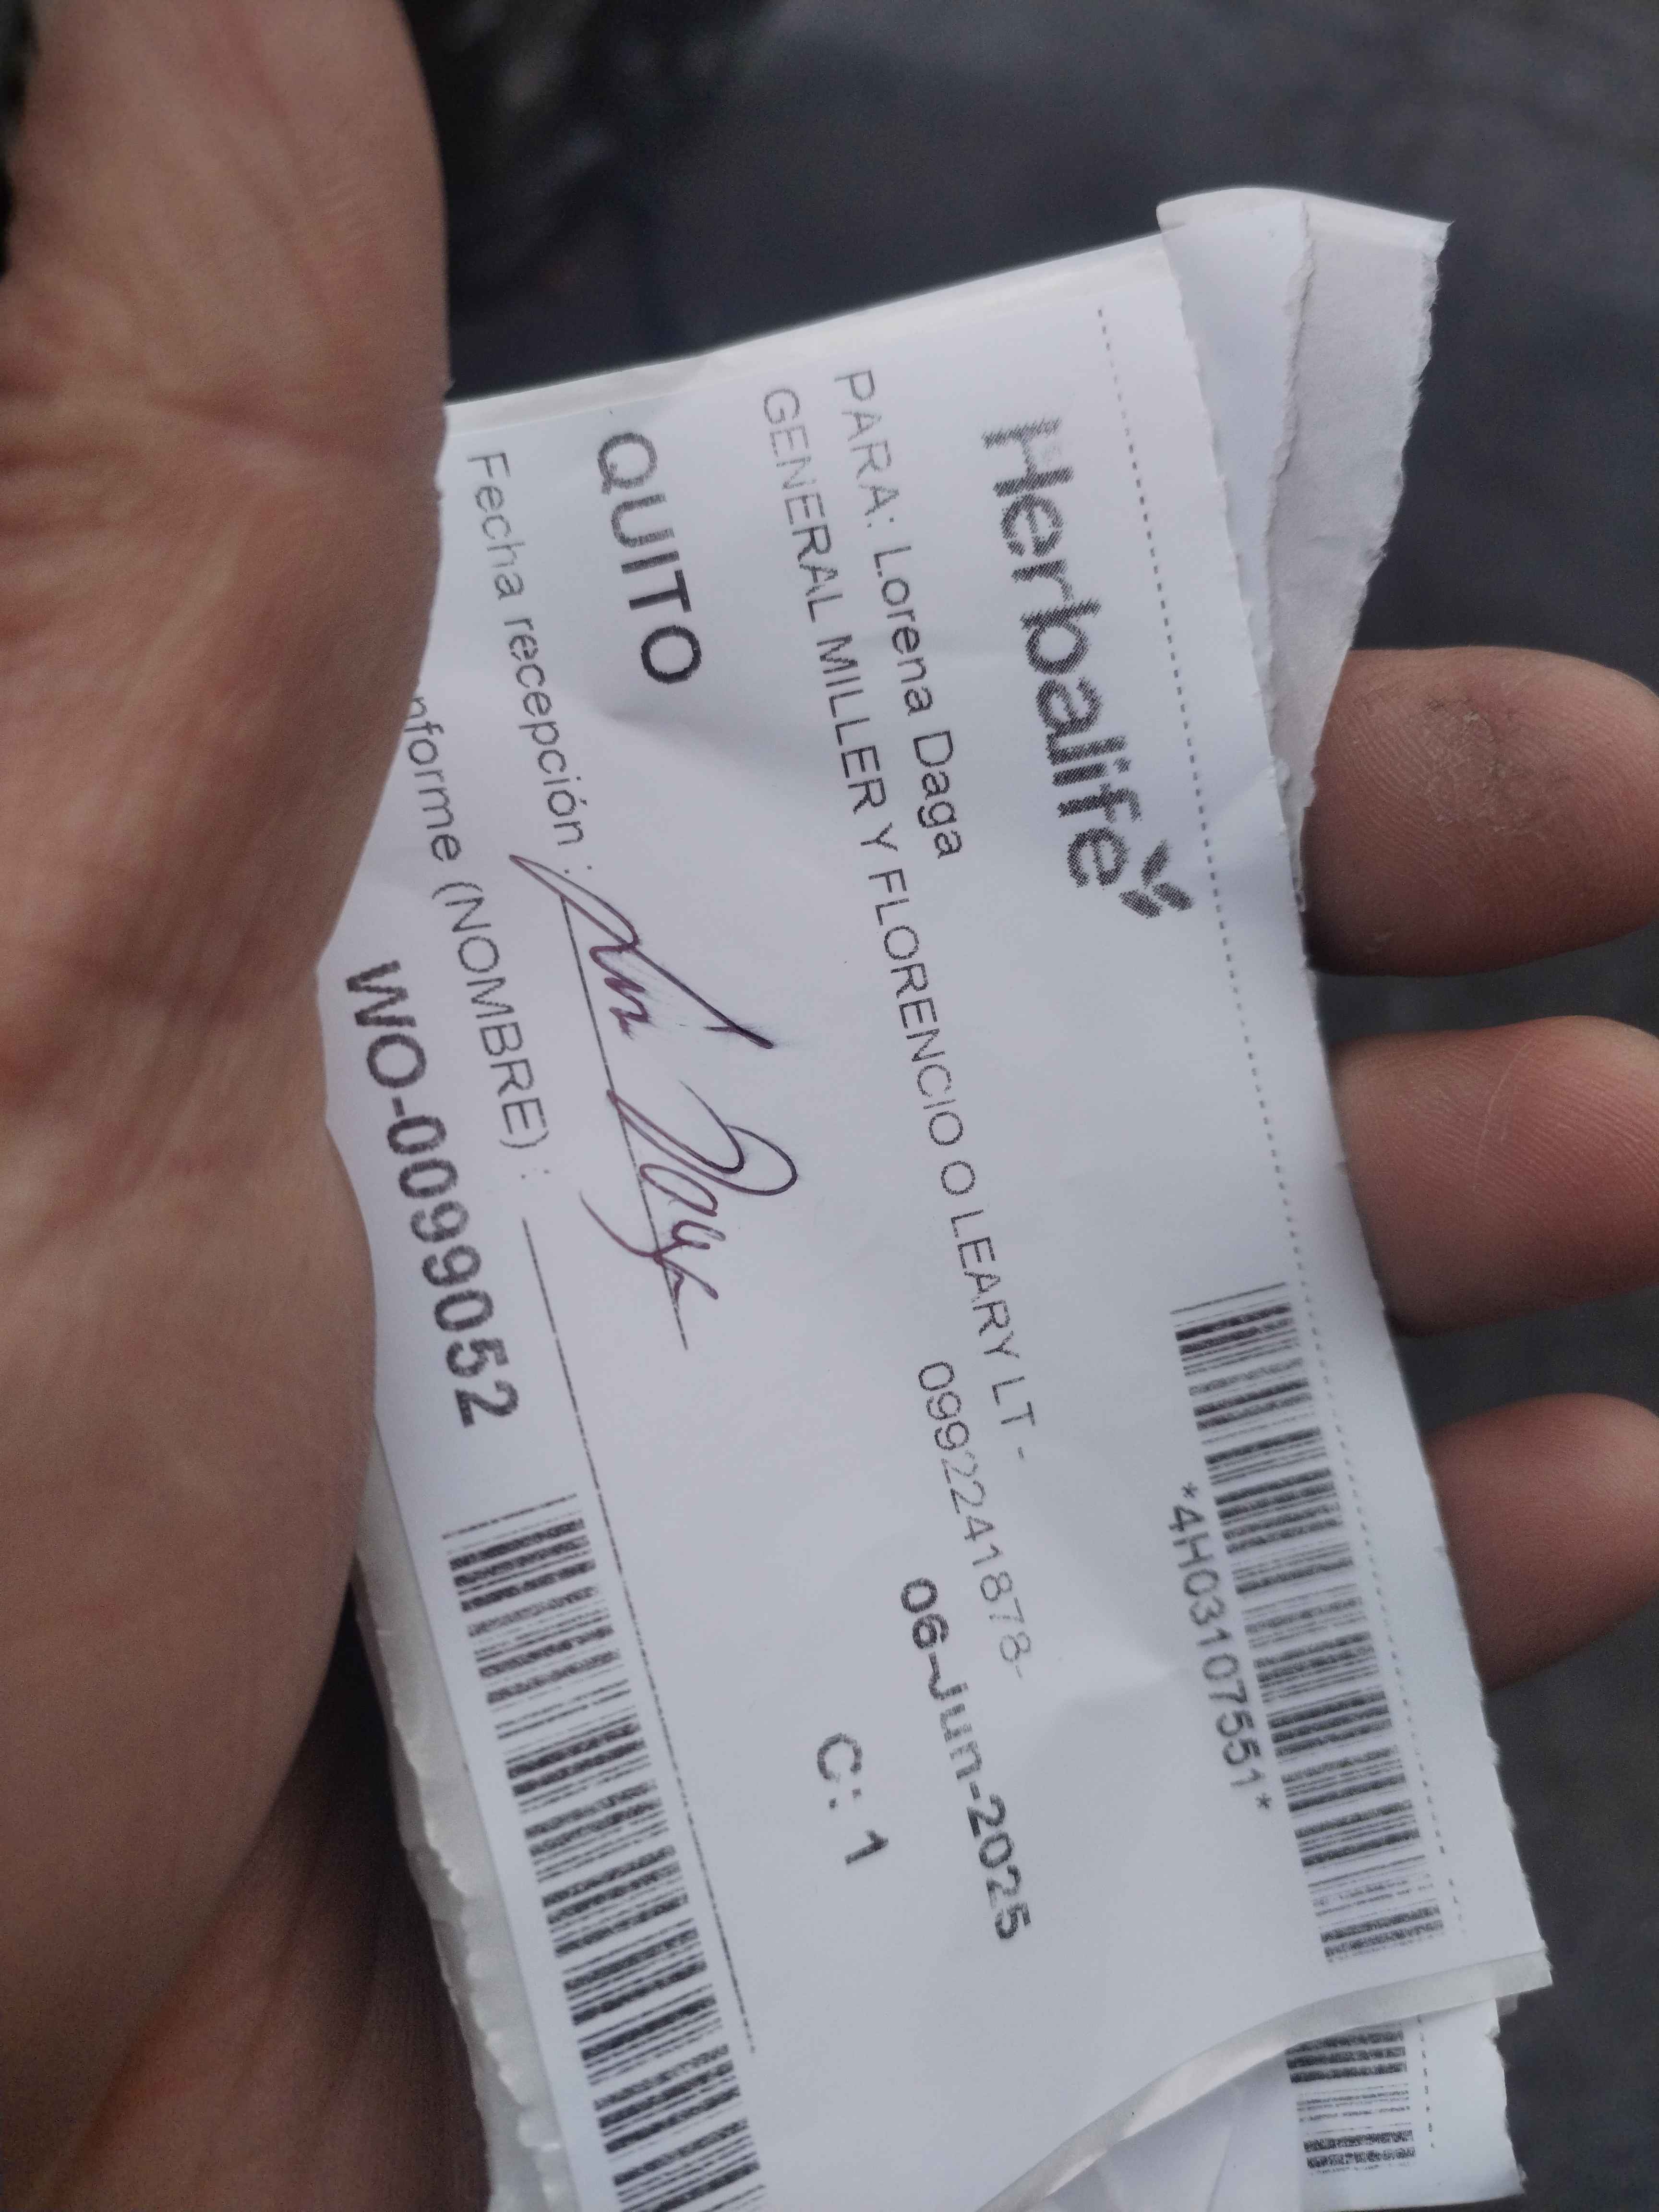 Herbalife
*4H03107551*
PARA: Lorena Daga
GENERAL MILLER Y FLORENCIO O LEARY LT -
0992241878-
06-Jun-2025
QUITO
C: 1
Fecha recepción :
nforme (NOMBRE) :
WO-0099052